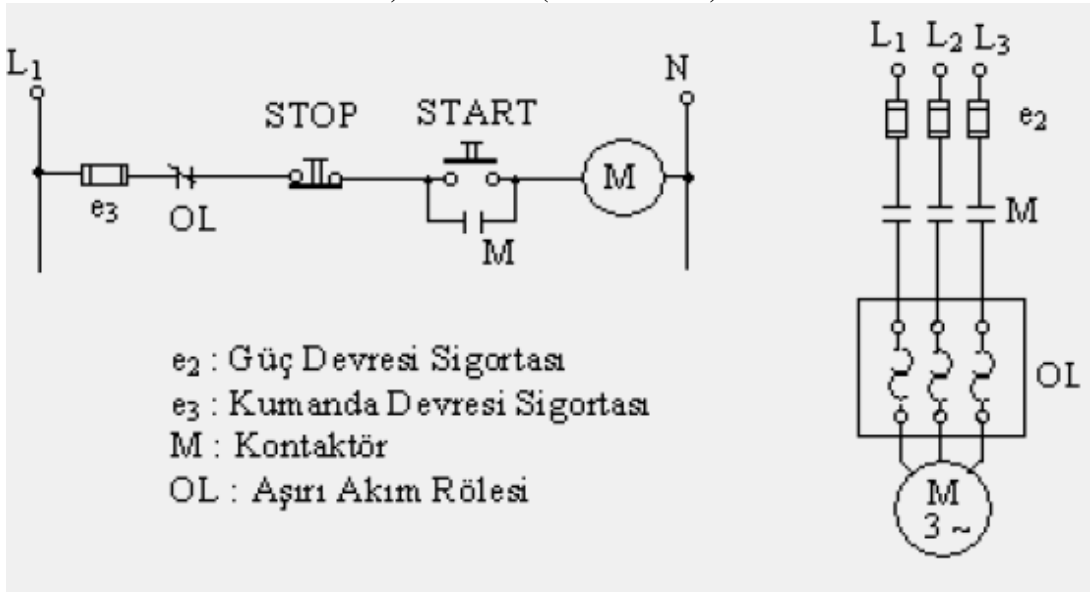 L1
N
STOP
START
M
e3
OL
M
e2 : Güç Devresi Sigortası
e3 : Kumanda Devresi Sigortası
M : Kontaktör
OL : Aşırı Akım Rölesi
L1 L2 L3
e2
M
OL
M
3 ~